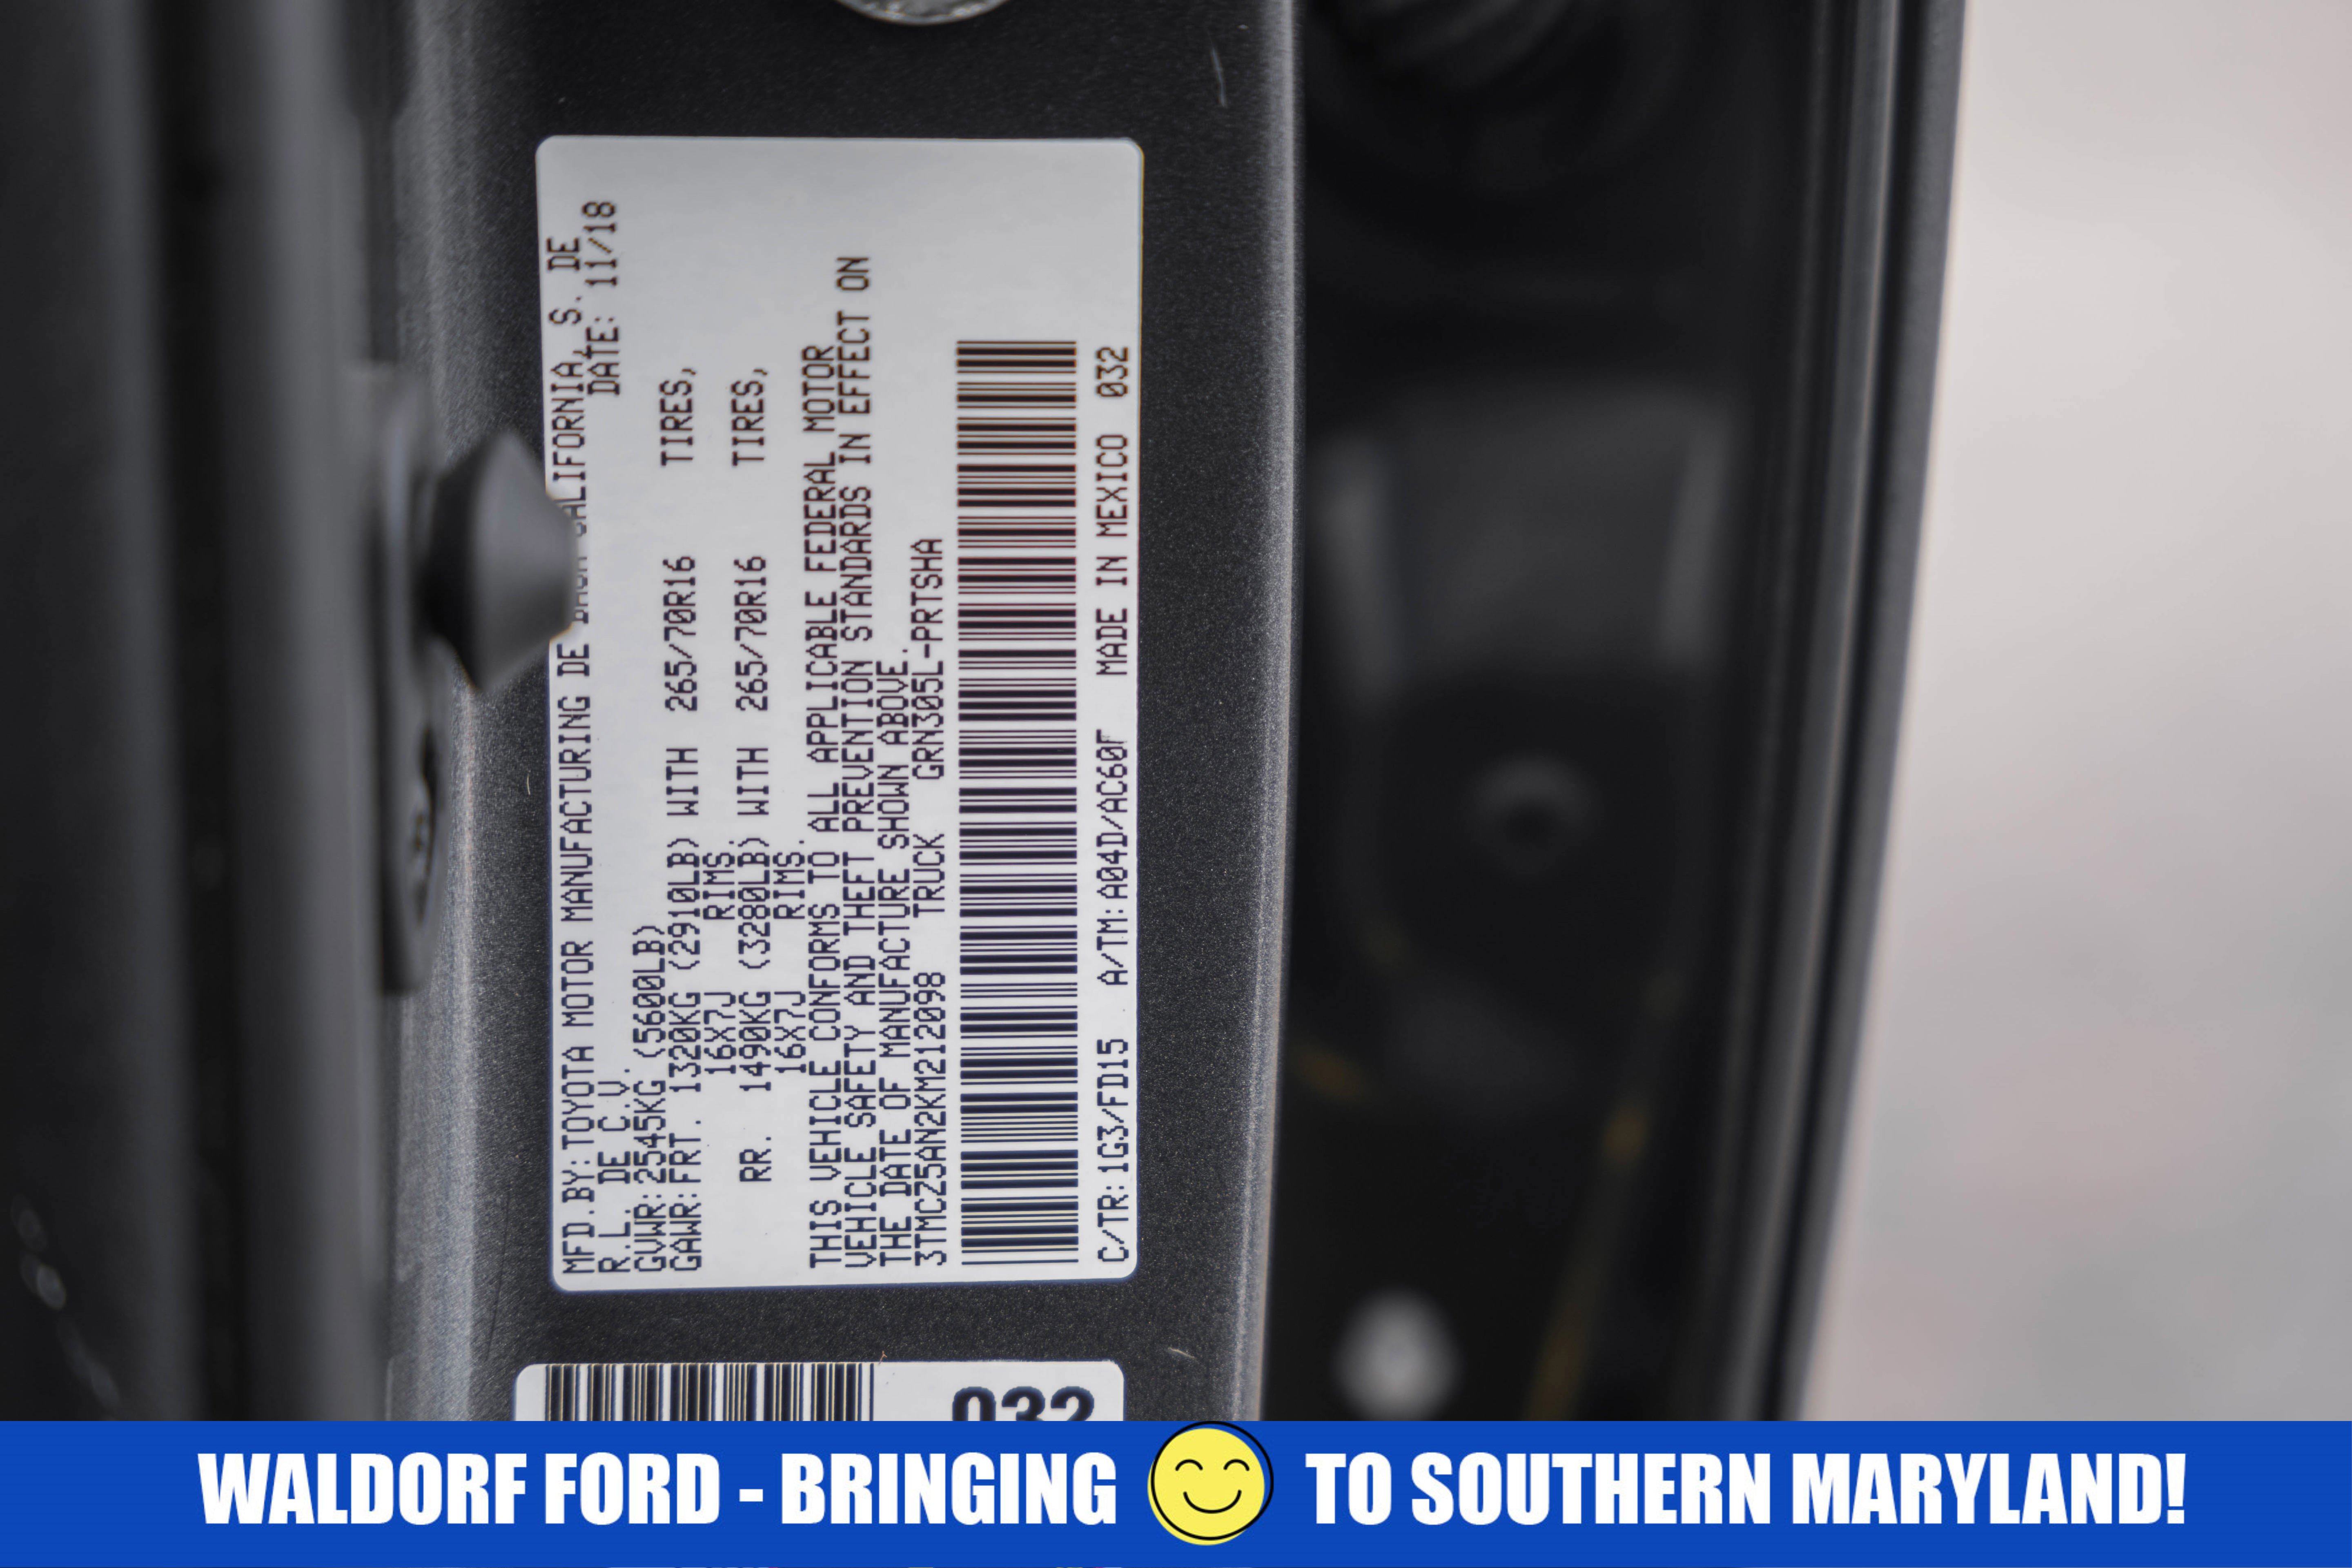 MFD.BY:TOYOTA MOTOR MANUFACTURING DE BAJA CALIFORNIA, S. DE
R.L. DE C.V. DATE: 11/18
GVWR:2545KG (5600LB)
GAWR:FRT. 1320KG (2910LB) WITH 265/70R16 TIRES,
16X7J RIMS.
RR. 1490KG (3280LB) WITH 265/70R16 TIRES,
16X7J RIMS.
THIS VEHICLE CONFORMS TO ALL APPLICABLE FEDERAL MOTOR
VEHICLE SAFETY AND THEFT PREVENTION STANDARDS IN EFFECT ON
THE DATE OF MANUFACTURE SHOWN ABOVE.
3TMCZ5AN2KM212098 TRUCK GRN305L-PRTSHA
C/TR:1G3/FD15 A/TM:A04D/AC60F MADE IN MEXICO 032
032
WALDORF FORD - BRINGING TO SOUTHERN MARYLAND!